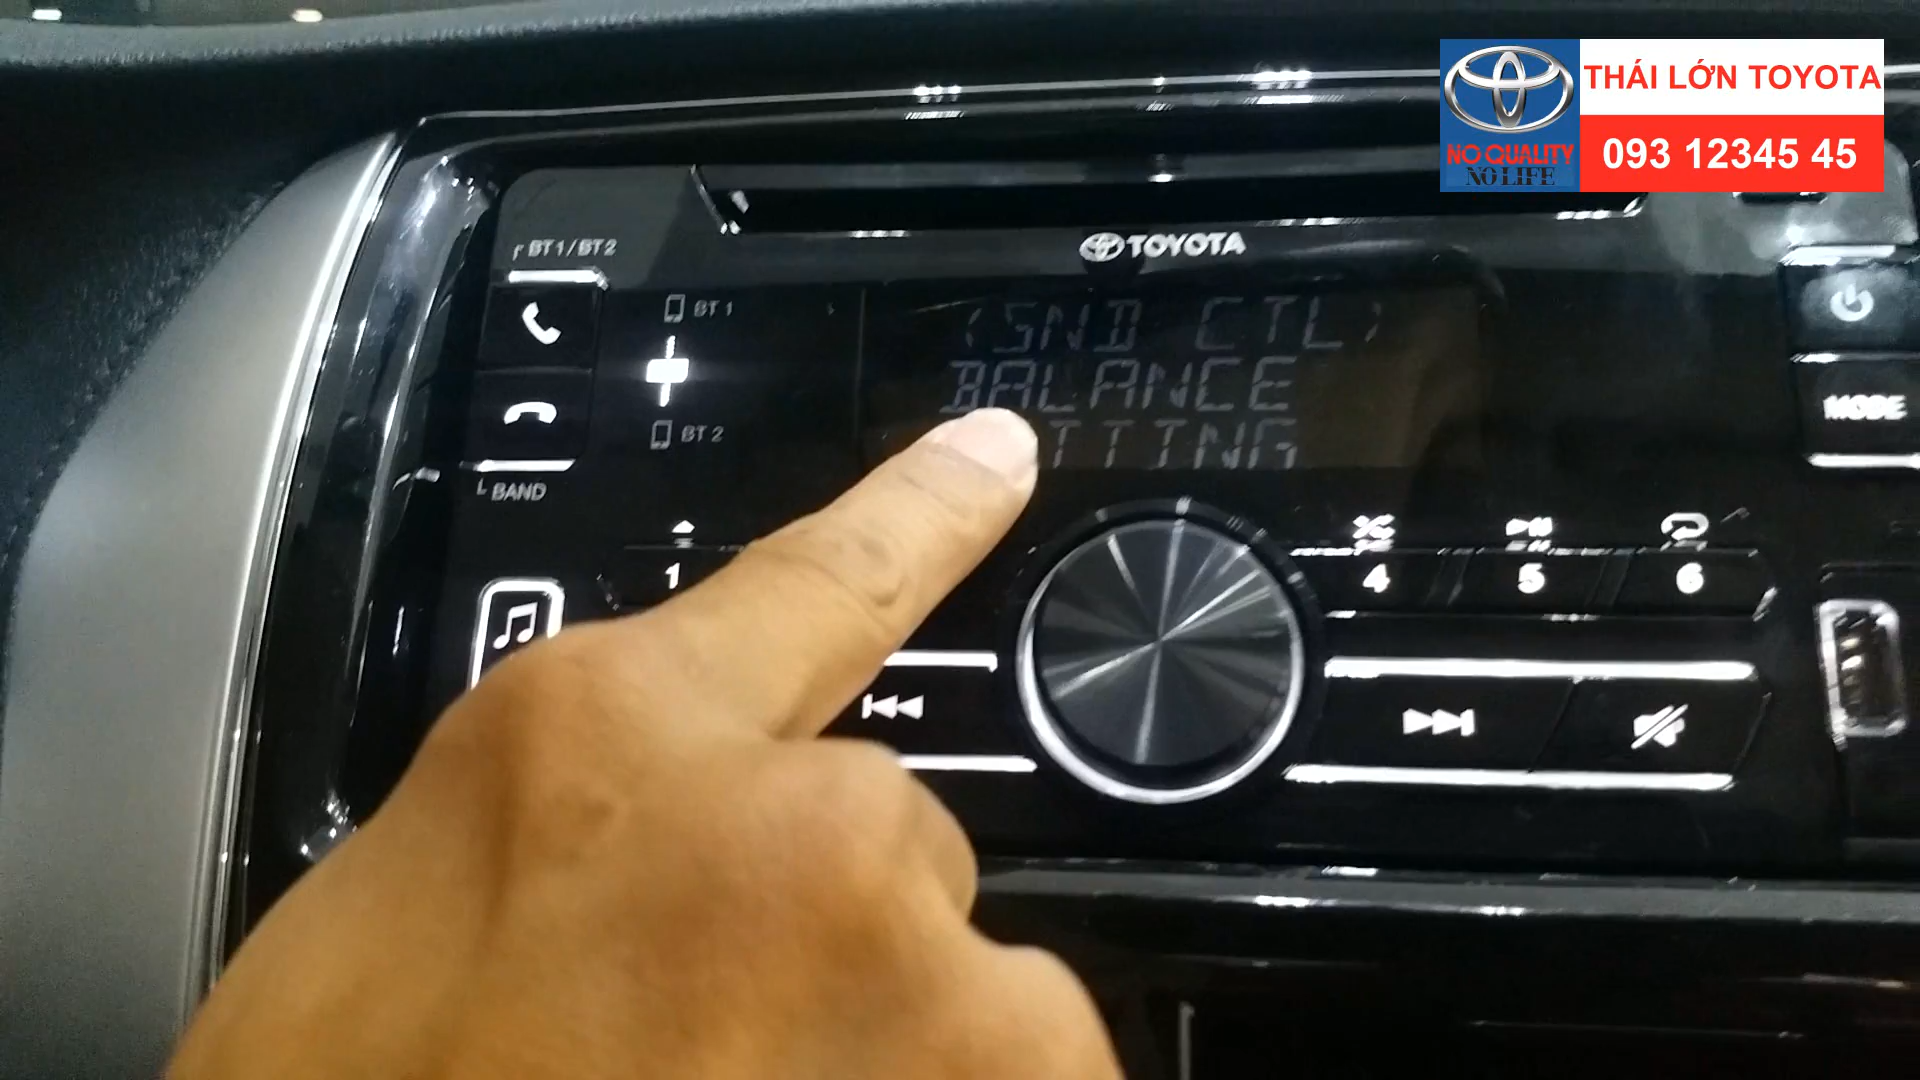 THÁI LỚN TOYOTA
NO QUALITY
NO LIFE
093 12345 45
BT1/BT2
TOYOTA
BT 1
(SND CTL)
BALANCE
BT 2
MODE
BAND
1
4
5
6